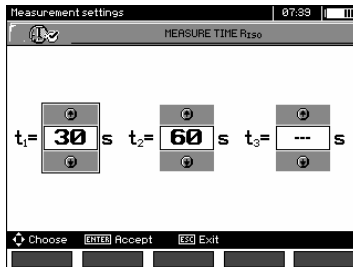 Measurement settings 07:39
MEASURE TIME RISO
t1= 30 s t2= 60 s t3= --- s
Choose ENTER Accept ESC Exit